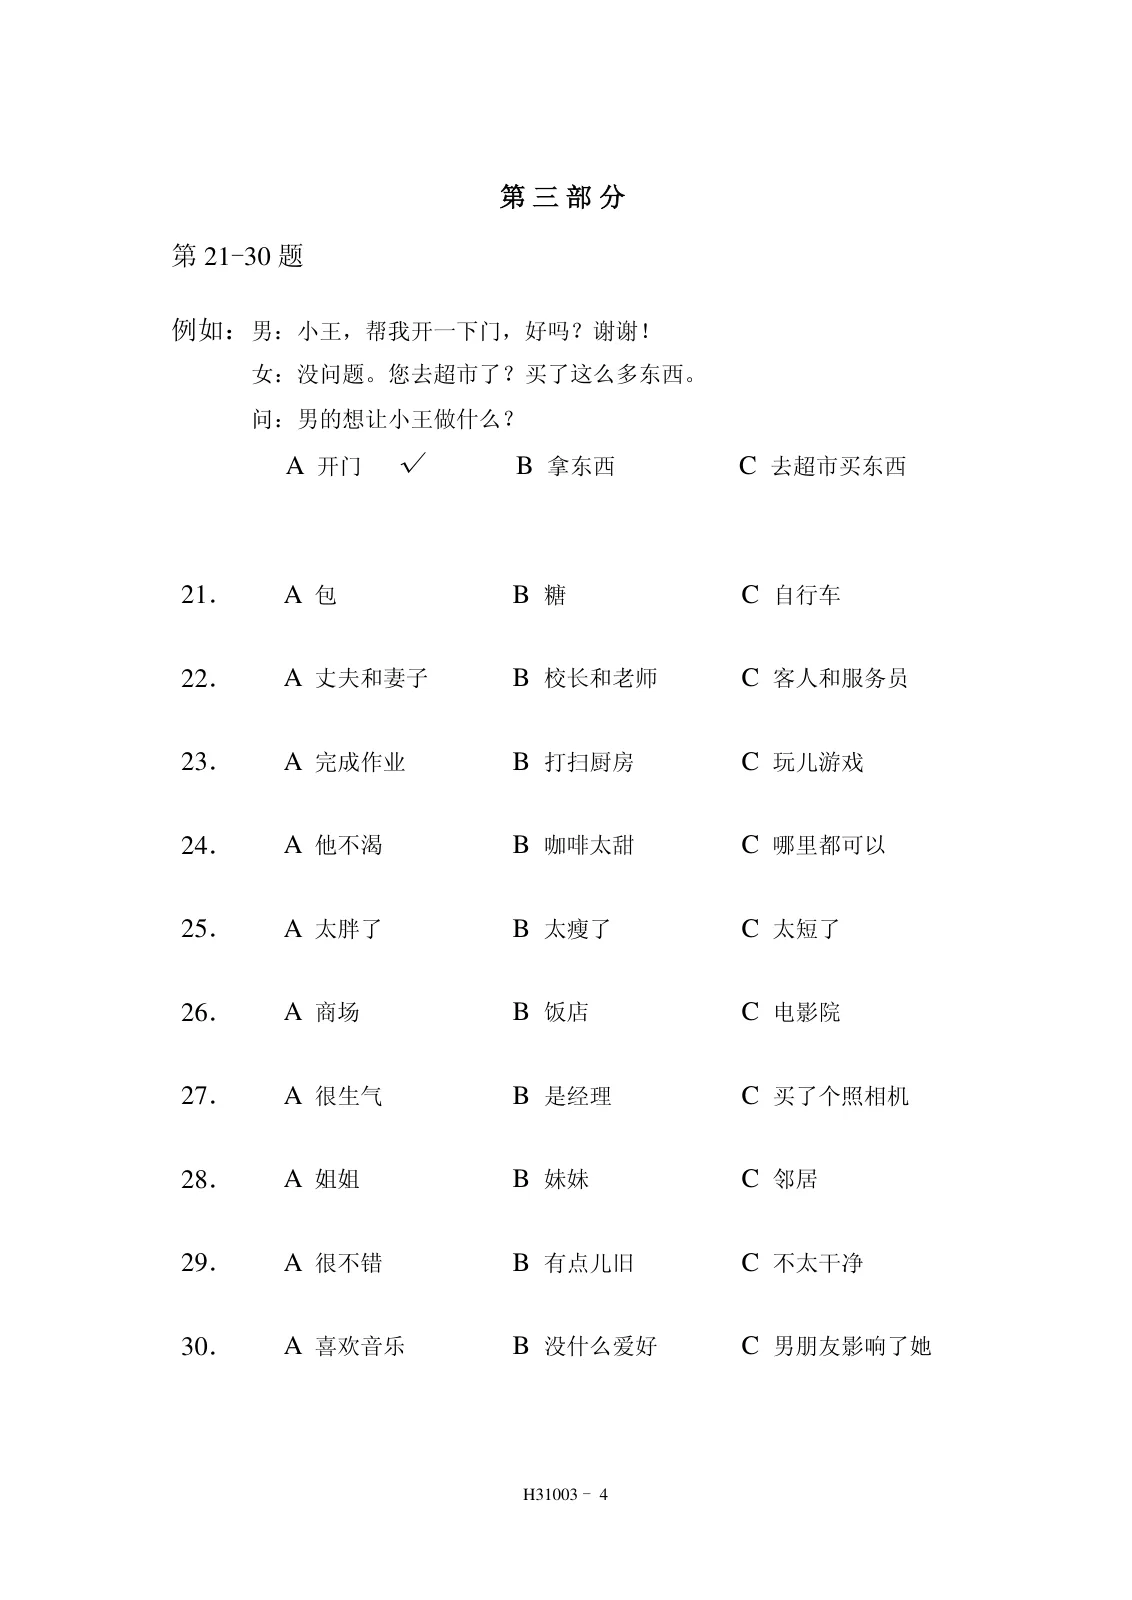 第三部分
第 21-30 题
例如：男：小王，帮我开一下门，好吗？谢谢！
女：没问题。您去超市了？买了这么多东西。
问：男的想让小王做什么？
A 开门 √ B 拿东西 C 去超市买东西
21． A 包 B 糖 C 自行车
22． A 丈夫和妻子 B 校长和老师 C 客人和服务员
23． A 完成作业 B 打扫厨房 C 玩儿游戏
24． A 他不渴 B 咖啡太甜 C 哪里都可以
25． A 太胖了 B 太瘦了 C 太短了
26． A 商场 B 饭店 C 电影院
27． A 很生气 B 是经理 C 买了个照相机
28． A 姐姐 B 妹妹 C 邻居
29． A 很不错 B 有点儿旧 C 不太干净
30． A 喜欢音乐 B 没什么爱好 C 男朋友影响了她
H31003 - 4